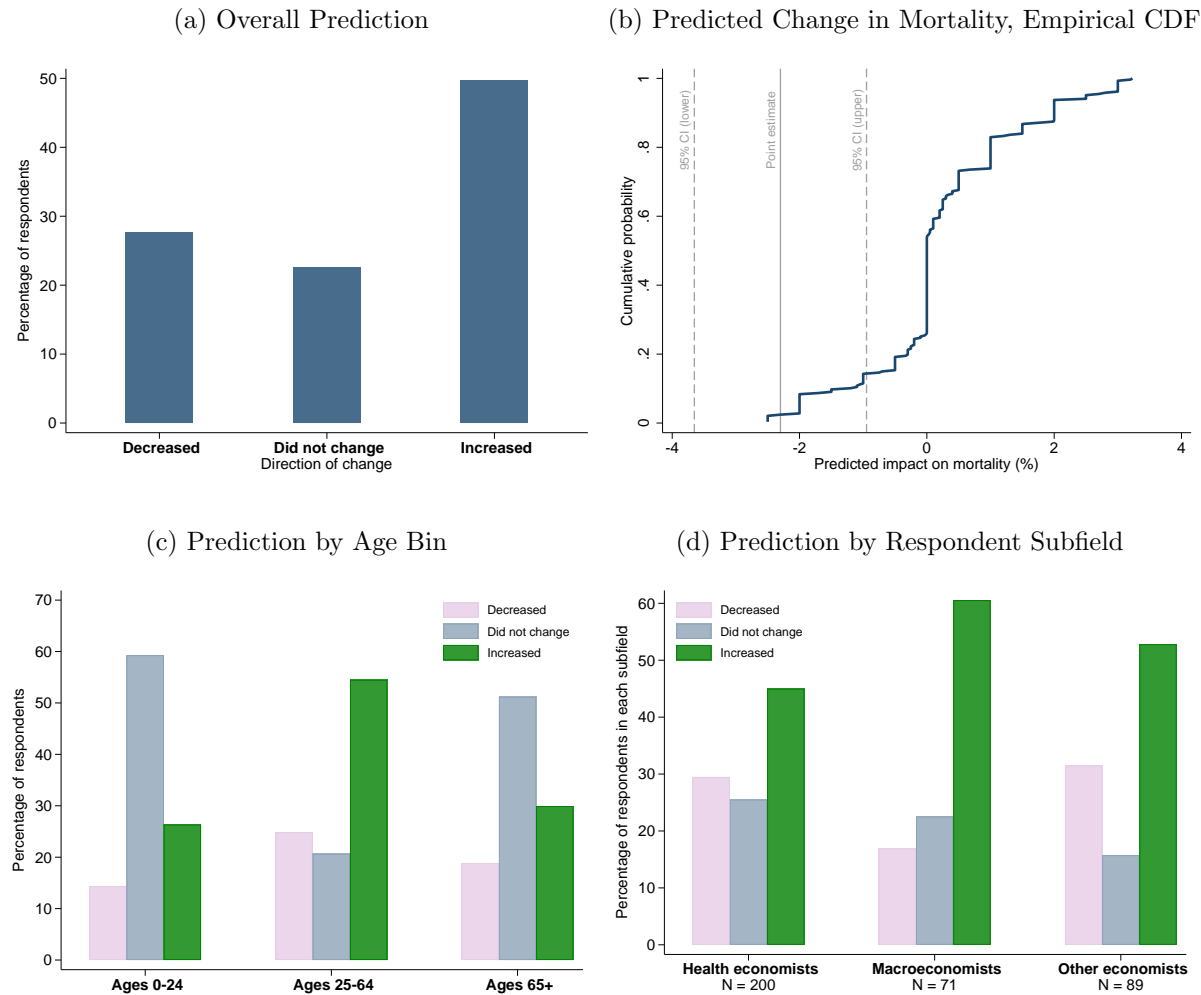 (a) Overall Prediction
Percentage of respondents
50
40
30
20
10
0
Decreased
Did not change
Increased
Direction of change
(b) Predicted Change in Mortality, Empirical CDF
Cumulative probability
1
.8
.6
.4
.2
0
95% CI (lower)
Point estimate
95% CI (upper)
-4
-2
0
2
4
Predicted impact on mortality (%)
(c) Prediction by Age Bin
Percentage of respondents
70
60
50
40
30
20
10
0
Decreased
Did not change
Increased
Ages 0-24
Ages 25-64
Ages 65+
(d) Prediction by Respondent Subfield
Percentage of respondents in each subfield
60
50
40
30
20
10
0
Decreased
Did not change
Increased
Health economists
N = 200
Macroeconomists
N = 71
Other economists
N = 89